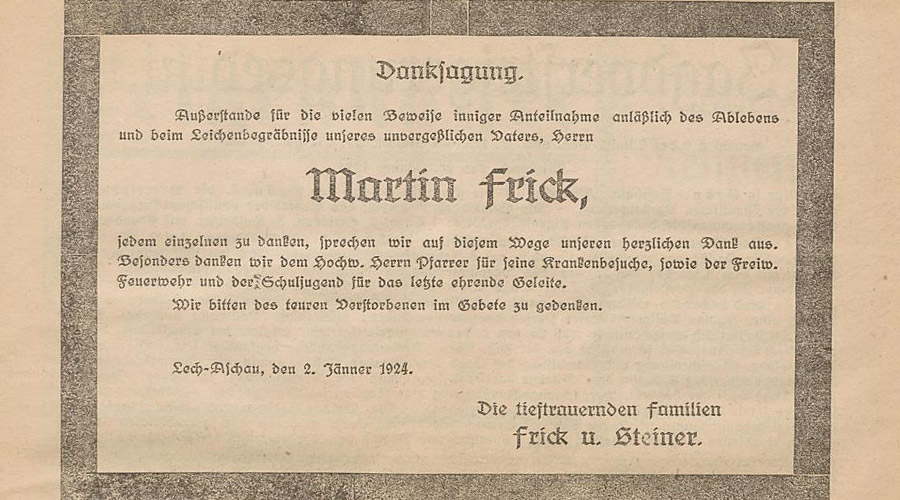 Danksagung.
Außerstande für die vielen Beweise inniger Anteilnahme anläßlich des Ablebens
und beim Leichenbegräbnisse unseres unvergeßlichen Vaters, Herrn
Martin Frick,
jedem einzelnen zu danken, sprechen wir auf diesem Wege unseren herzlichen Dank aus.
Besonders danken wir dem Hochw. Herrn Pfarrer für seine Krankenbesuche, sowie der Freiw.
Feuerwehr und der Schuljugend für das letzte ehrende Geleite.
Wir bitten des teuren Verstorbenen im Gebete zu gedenken.
Lech-Aschau, den 2. Jänner 1924.
Die tieftrauernden Familien
Frick u. Steiner.